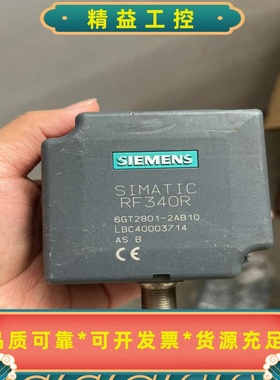 精益工控
SIEMENS
SIMATIC
RF340R
6GT2801-2AB10
LBC40003714
AS B
CE
品质可靠*可开发票*货源充足